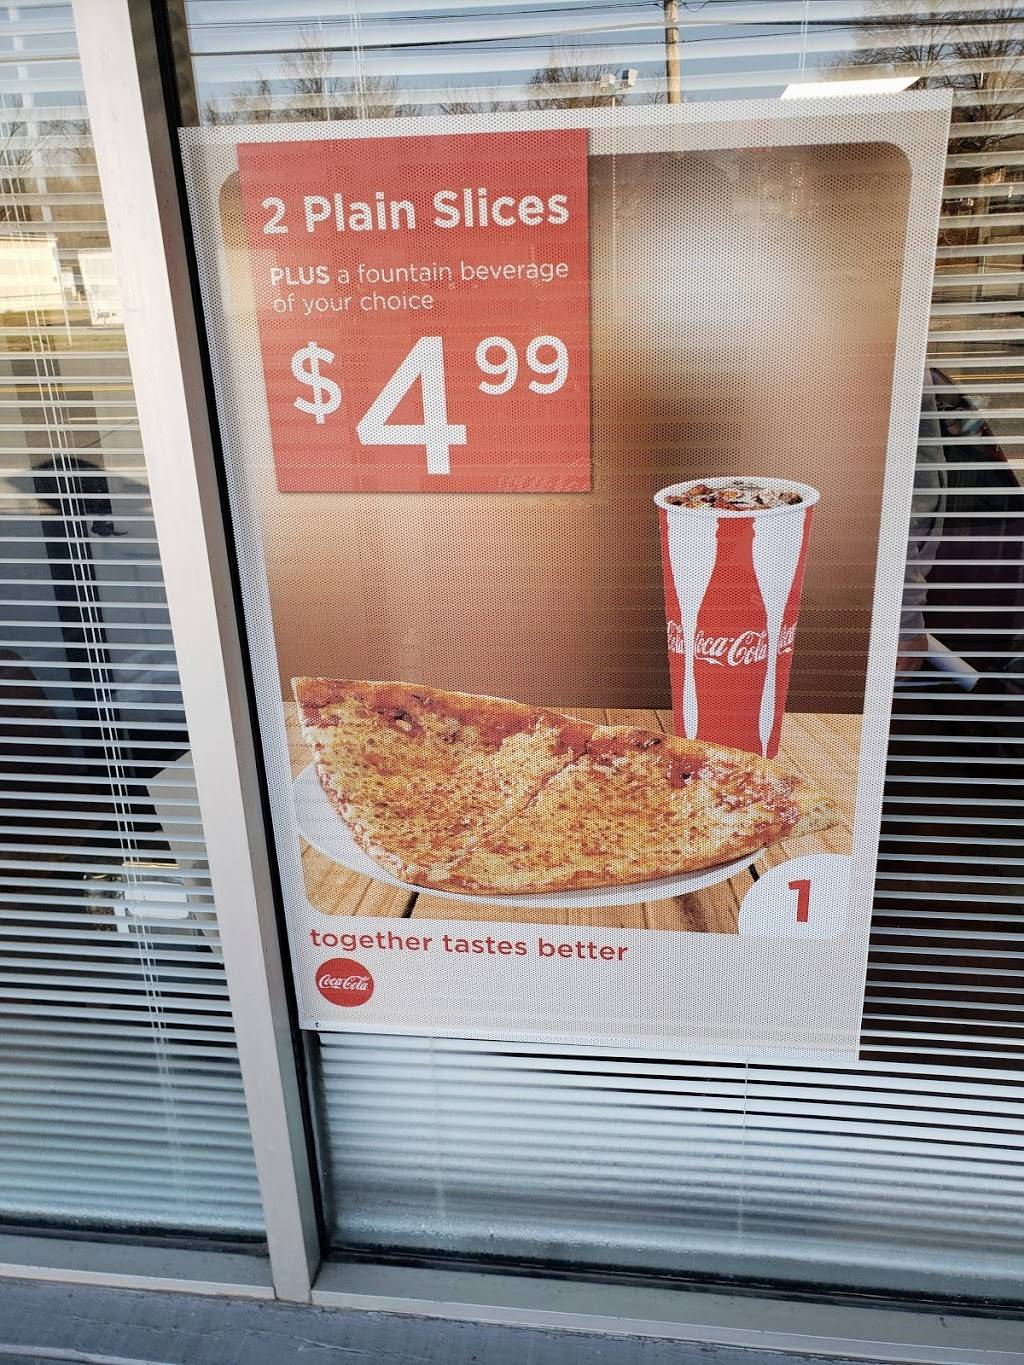 2 Plain Slices
PLUS a fountain beverage
of your choice
$4 99
Coca-Cola
1
together tastes better
Coca-Cola